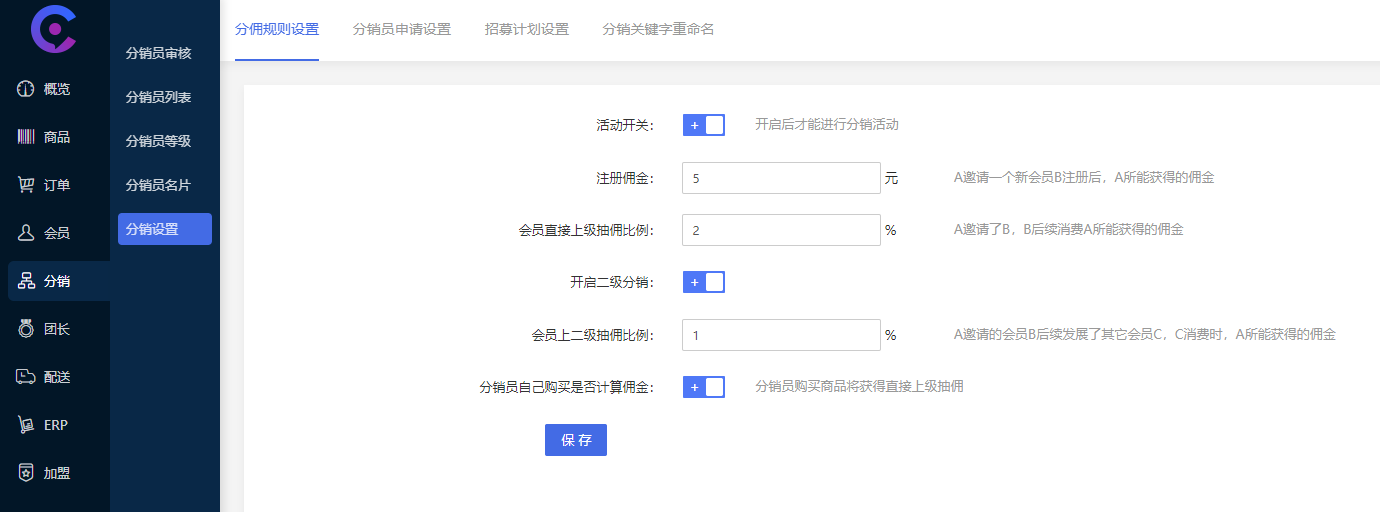 概览
商品
订单
会员
分销
团长
配送
ERP
加盟
分销员审核
分销员列表
分销员等级
分销员名片
分销设置
分佣规则设置 分销员申请设置 招募计划设置 分销关键字重命名
活动开关: + 开启后才能进行分销活动
注册佣金: 5 元 A邀请一个新会员B注册后，A所能获得的佣金
会员直接上级抽佣比例: 2 % A邀请了B，B后续消费A所能获得的佣金
开启二级分销: +
会员上二级抽佣比例: 1 % A邀请的会员B后续发展了其它会员C，C消费时，A所能获得的佣金
分销员自己购买是否计算佣金: + 分销员购买商品将获得直接上级抽佣
保 存